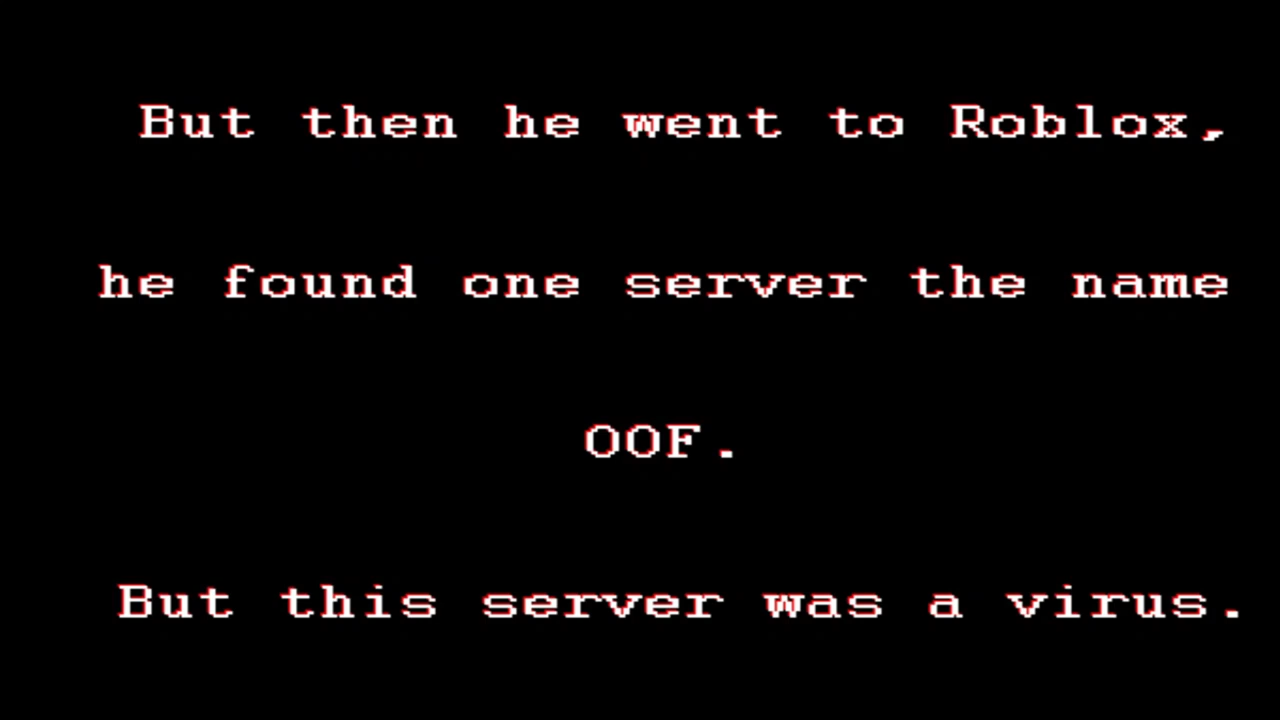 But then he went to Roblox,
he found one server the name
OOF.
But this server was a virus.